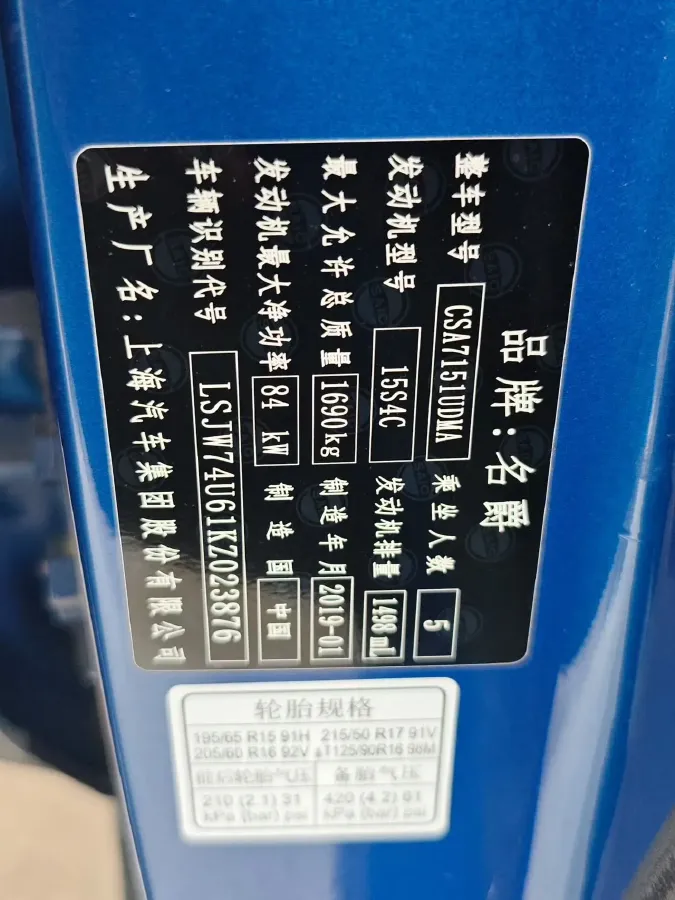 品牌:名爵
整车型号 CSA7151UDMA 乘坐人数 5
发动机型号 15S4C 发动机排量 1498 ml
最大允许总质量 1690kg 制造年月 2019-01
发动机最大净功率 84 kW 制造国 中国
车辆识别代号 LSJW74U61KZ023876
生产厂名:上海汽车集团股份有限公司
轮胎规格
195/65 R15 91H 215/50 R17 91V
205/60 R16 92V T125/90R16 98M
前后轮胎气压 备胎气压
210 (2.1) 31 420 (4.2) 61
kPa (bar) psi kPa (bar) psi